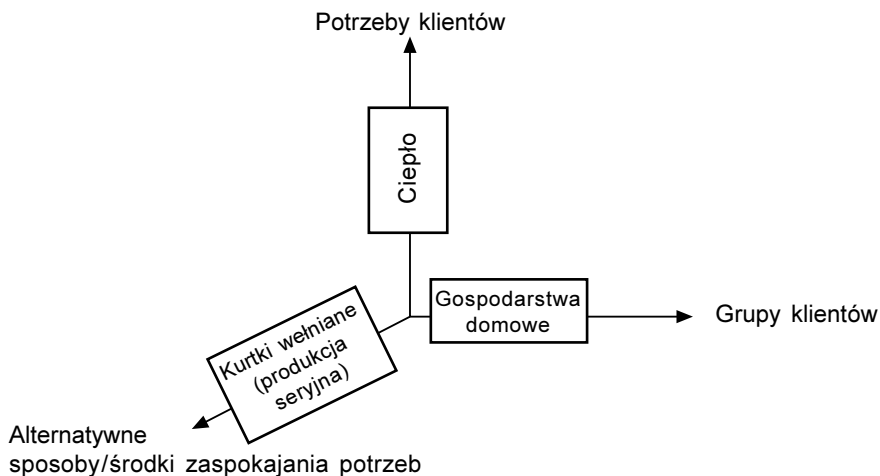 Potrzeby klientów
Ciepło
Gospodarstwa
domowe
Grupy klientów
Kurtki wełniane
(produkcja
seryjna)
Alternatywne
sposoby/środki zaspokajania potrzeb